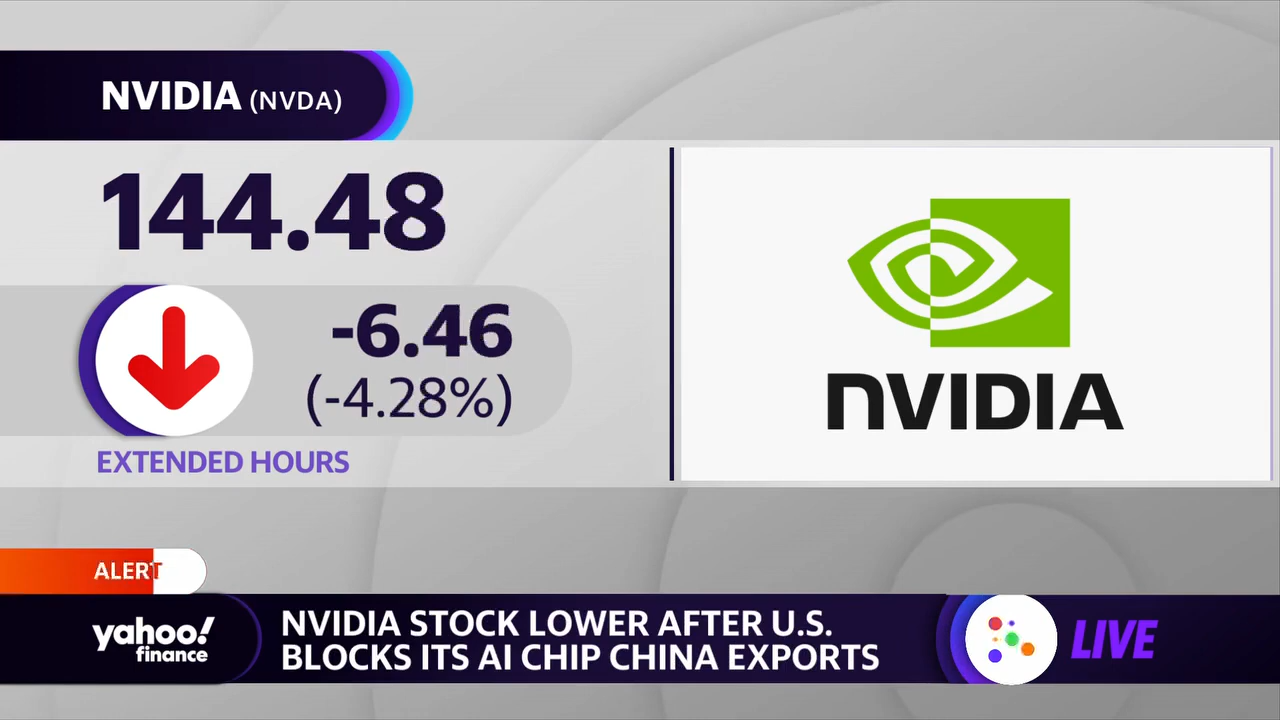 NVIDIA (NVDA)
144.48
-6.46
(-4.28%)
EXTENDED HOURS
NVIDIA
ALERT
yahoo!
finance
NVIDIA STOCK LOWER AFTER U.S.
BLOCKS ITS AI CHIP CHINA EXPORTS
LIVE